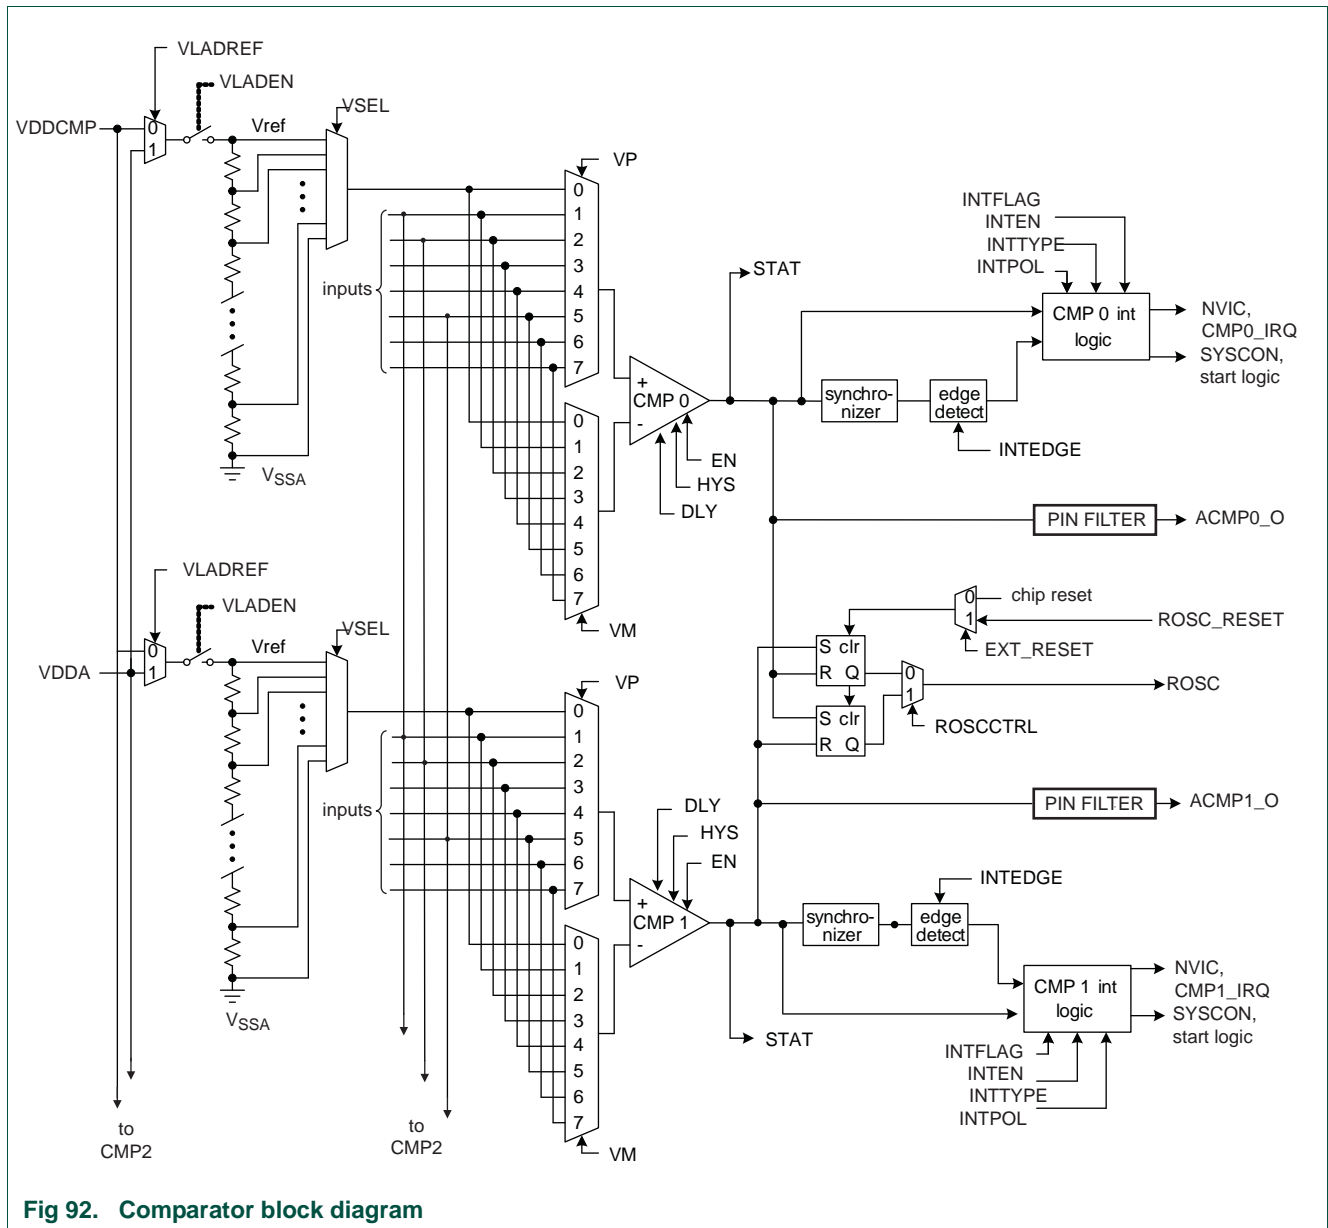 VLADREF
VLADEN
VDDCMP
0
1
Vref
VSEL
VP
0
1
2
3
4
5
6
7
inputs
INTFLAG
INTEN
INTTYPE
INTPOL
STAT
CMP 0 int
logic
NVIC,
CMP0_IRQ
SYSCON,
start logic
+
CMP 0
-
synchro-
nizer
edge
detect
INTEDGE
EN
HYS
DLY
0
1
2
3
4
5
6
7
VM
VSSA
PIN FILTER
ACMP0_O
VLADREF
VLADEN
VDDA
0
1
Vref
VSEL
0
1
chip reset
ROSC_RESET
EXT_RESET
S clr
R Q
0
1
ROSC
S clr
R Q
ROSCCTRL
VP
0
1
2
3
4
5
6
7
inputs
PIN FILTER
ACMP1_O
DLY
HYS
EN
+
CMP 1
-
INTEDGE
synchro-
nizer
edge
detect
0
1
2
3
4
5
6
7
VM
VSSA
STAT
CMP 1 int
logic
NVIC,
CMP1_IRQ
SYSCON,
start logic
INTFLAG
INTEN
INTTYPE
INTPOL
to
CMP2
to
CMP2
Fig 92. Comparator block diagram